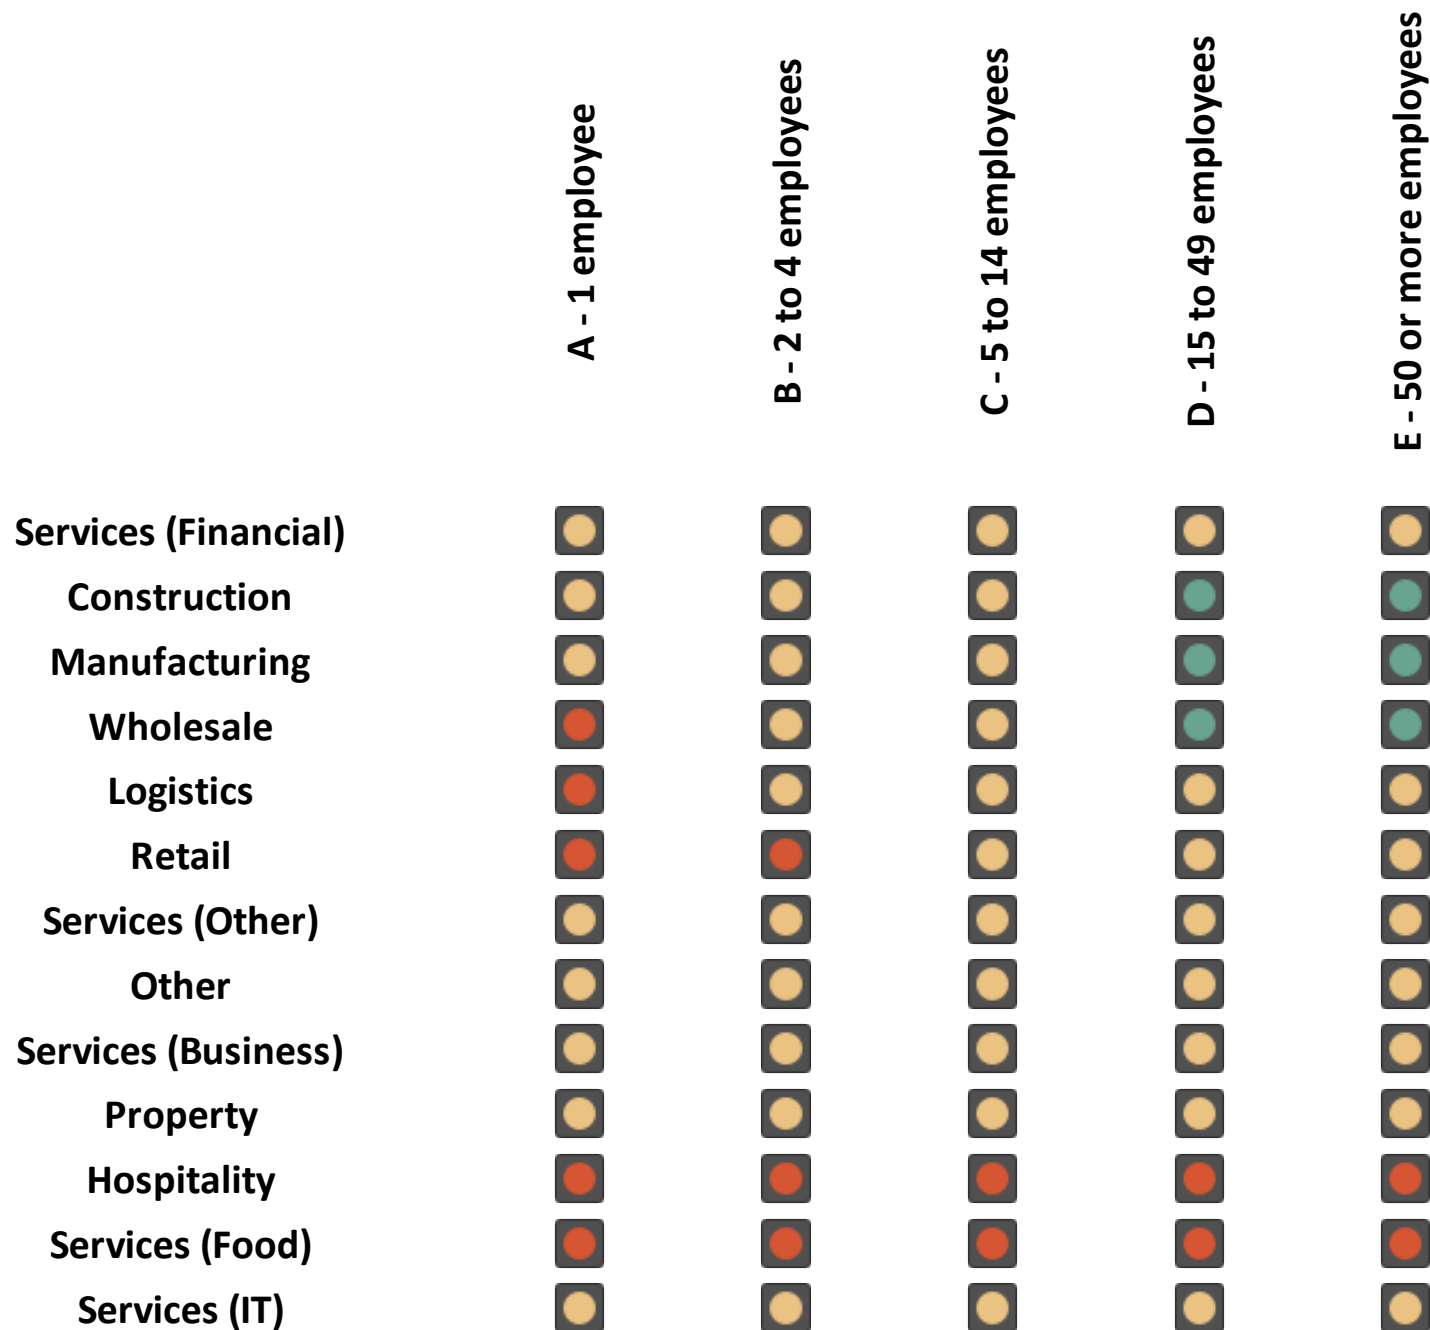 A - 1 employee
B - 2 to 4 employees
C - 5 to 14 employees
D - 15 to 49 employees
E - 50 or more employees
Services (Financial)
Construction
Manufacturing
Wholesale
Logistics
Retail
Services (Other)
Other
Services (Business)
Property
Hospitality
Services (Food)
Services (IT)